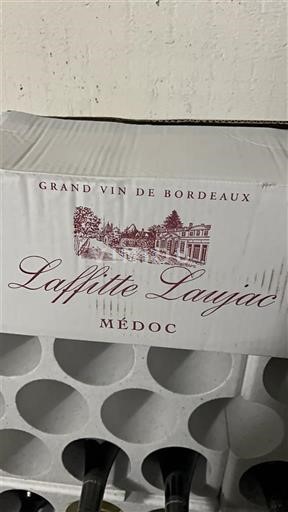 GRAND VIN DE BORDEAUX
Laffitte Laujac
MÉDOC